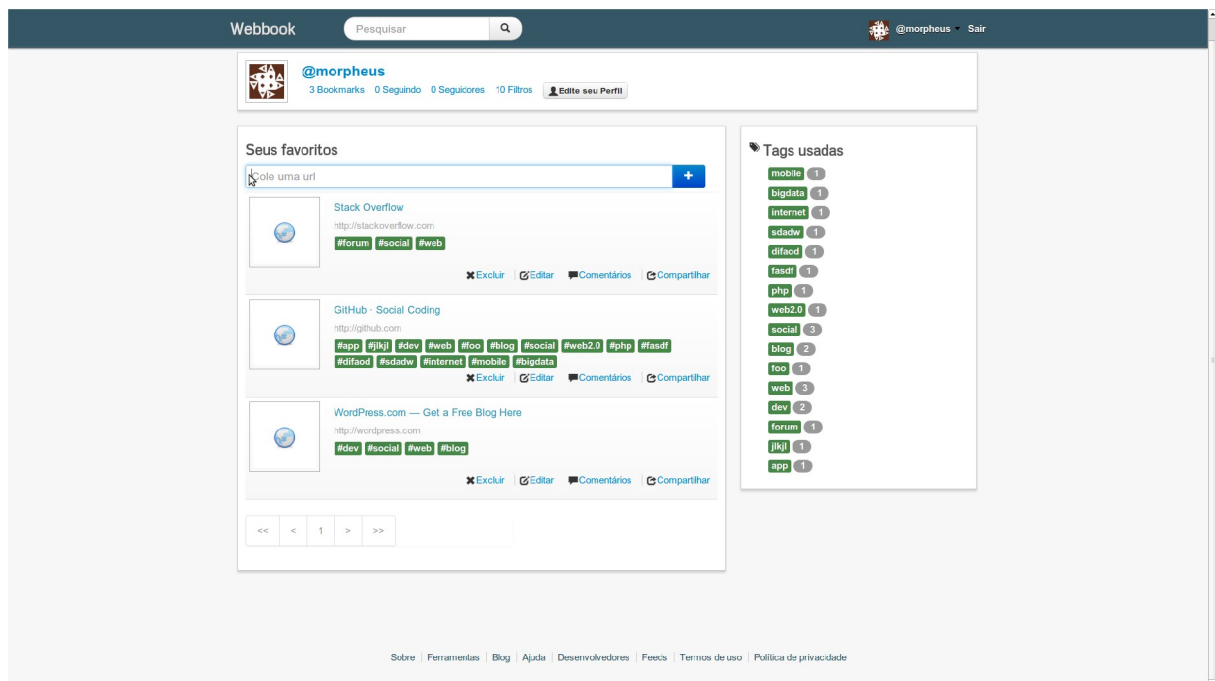 Webbook
Pesquisar
@morpheus
Sair
@morpheus
3 Bookmarks 0 Seguindo 0 Seguidores 10 Filtros Edite seu Perfil
Seus favoritos
Cole uma url
+
Stack Overflow
http://stackoverflow.com
#forum #social #web
Excluir Editar Comentários Compartilhar
GitHub · Social Coding
http://github.com
#app #jlkjl #dev #web #foo #blog #social #web2.0 #php #fasdf
#difaod #sdadw #internet #mobile #bigdata
Excluir Editar Comentários Compartilhar
WordPress.com — Get a Free Blog Here
http://wordpress.com
#dev #social #web #blog
Excluir Editar Comentários Compartilhar
<< < 1 > >>
Tags usadas
mobile 1
bigdata 1
internet 1
sdadw 1
difaod 1
fasdf 1
php 1
web2.0 1
social 3
blog 2
foo 1
web 3
dev 2
forum 1
jlkjl 1
app 1
Sobre Ferramentas Blog Ajuda Desenvolvedores Feeds Termos de uso Política de privacidade